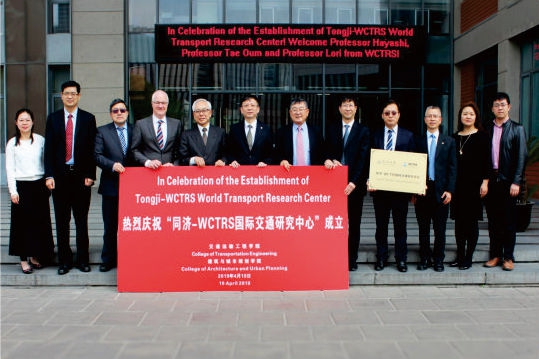 In Celebration of the Establishment of Tongji-WCTRS World
Transport Research Center! Welcome Professor Hayashi,
Professor Tae Oum and Professor Lori from WCTRS!
In Celebration of the Establishment of
Tongji-WCTRS World Transport Research Center
热烈庆祝“同济-WCTRS国际交通研究中心”成立
交通运输工程学院
College of Transportation Engineering
建筑与城市规划学院
College of Architecture and Urban Planning
2019年4月18日
18 April 2019